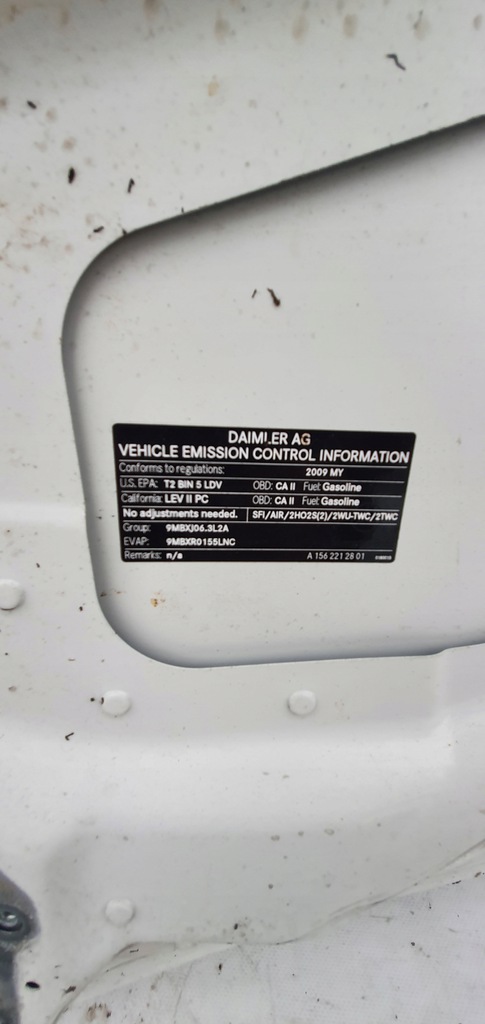 DAIMLER AG
VEHICLE EMISSION CONTROL INFORMATION
Conforms to regulations: 2009 MY
U.S. EPA: T2 BIN 5 LDV OBD: CA II Fuel: Gasoline
California: LEV II PC OBD: CA II Fuel: Gasoline
No adjustments needed. SFI/AIR/2HO2S(2)/2WU-TWC/2TWC
Group: 9MBXJ06.3L2A
EVAP: 9MBXR0155LNC
Remarks: n/a A 156 221 28 01